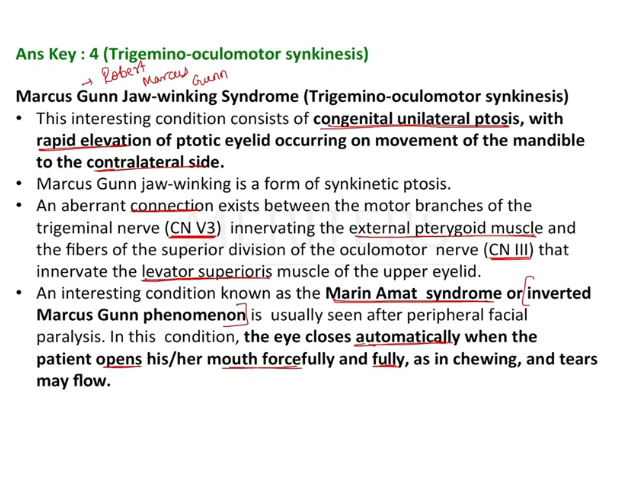 Ans Key : 4 (Trigemino-oculomotor synkinesis)
→ Robert Marcus Gunn
Marcus Gunn Jaw-winking Syndrome (Trigemino-oculomotor synkinesis)
• This interesting condition consists of congenital unilateral ptosis, with
rapid elevation of ptotic eyelid occurring on movement of the mandible
to the contralateral side.
• Marcus Gunn jaw-winking is a form of synkinetic ptosis.
• An aberrant connection exists between the motor branches of the
trigeminal nerve (CN V3) innervating the external pterygoid muscle and
the fibers of the superior division of the oculomotor nerve (CN III) that
innervate the levator superioris muscle of the upper eyelid.
• An interesting condition known as the Marin Amat syndrome or inverted
Marcus Gunn phenomenon is usually seen after peripheral facial
paralysis. In this condition, the eye closes automatically when the
patient opens his/her mouth forcefully and fully, as in chewing, and tears
may flow.